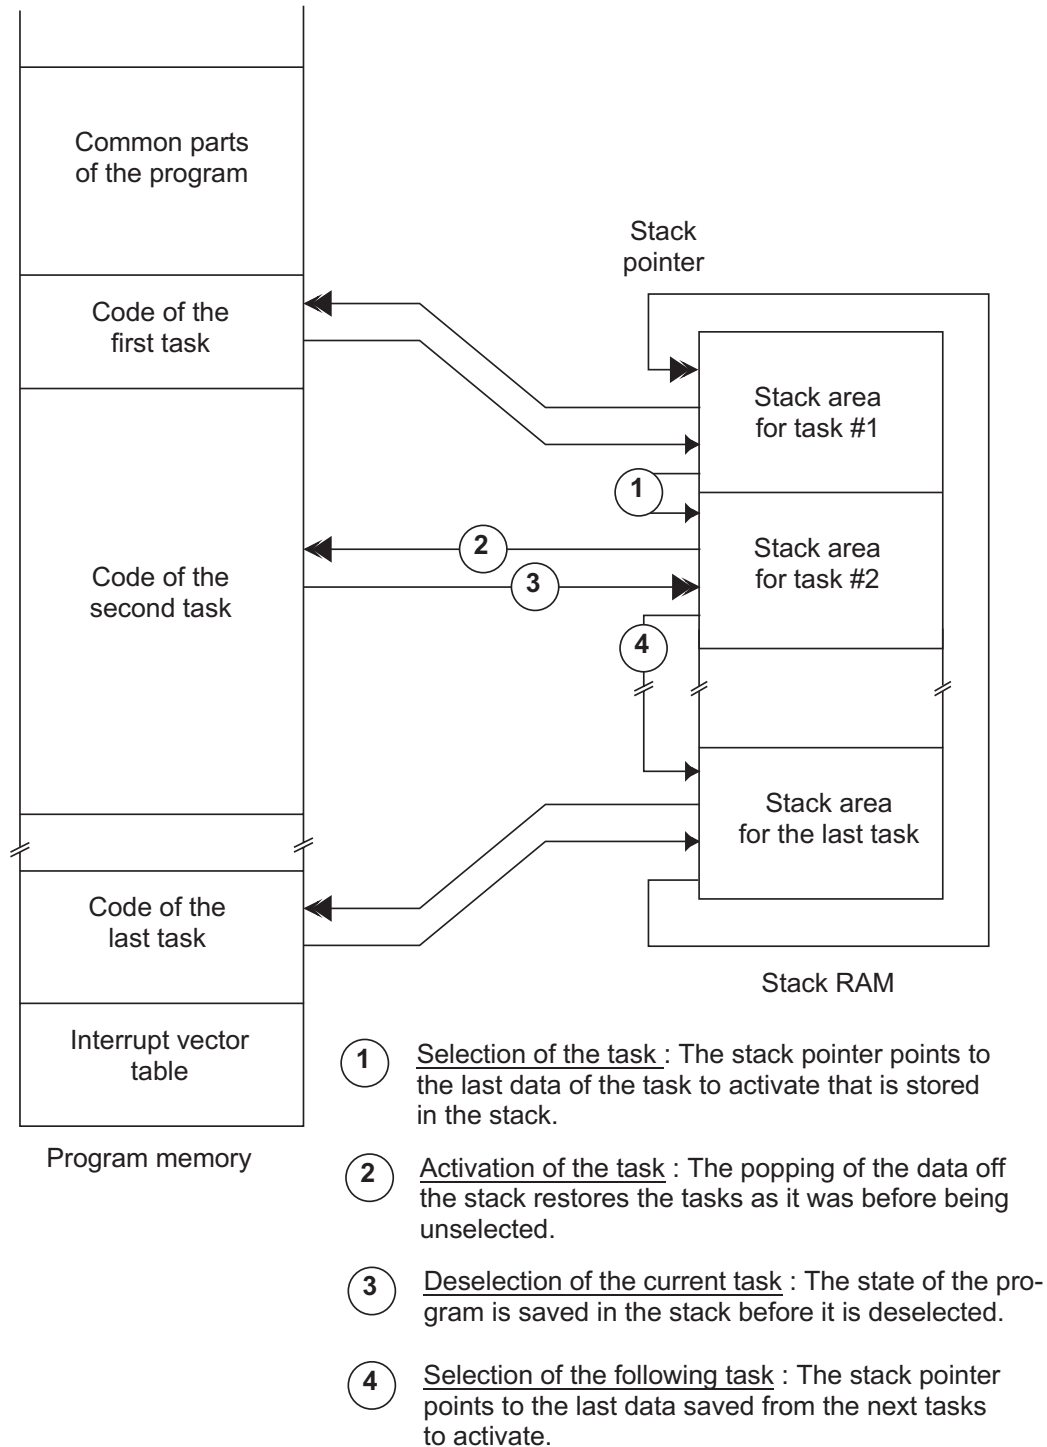 Common parts
of the program
Stack
pointer
Code of the
first task
Stack area
for task #1
1
2
Stack area
for task #2
Code of the
second task
3
4
Stack area
for the last task
Code of the
last task
Stack RAM
Interrupt vector
table
Program memory
1 Selection of the task : The stack pointer points to
the last data of the task to activate that is stored
in the stack.
2 Activation of the task : The popping of the data off
the stack restores the tasks as it was before being
unselected.
3 Deselection of the current task : The state of the pro-
gram is saved in the stack before it is deselected.
4 Selection of the following task : The stack pointer
points to the last data saved from the next tasks
to activate.